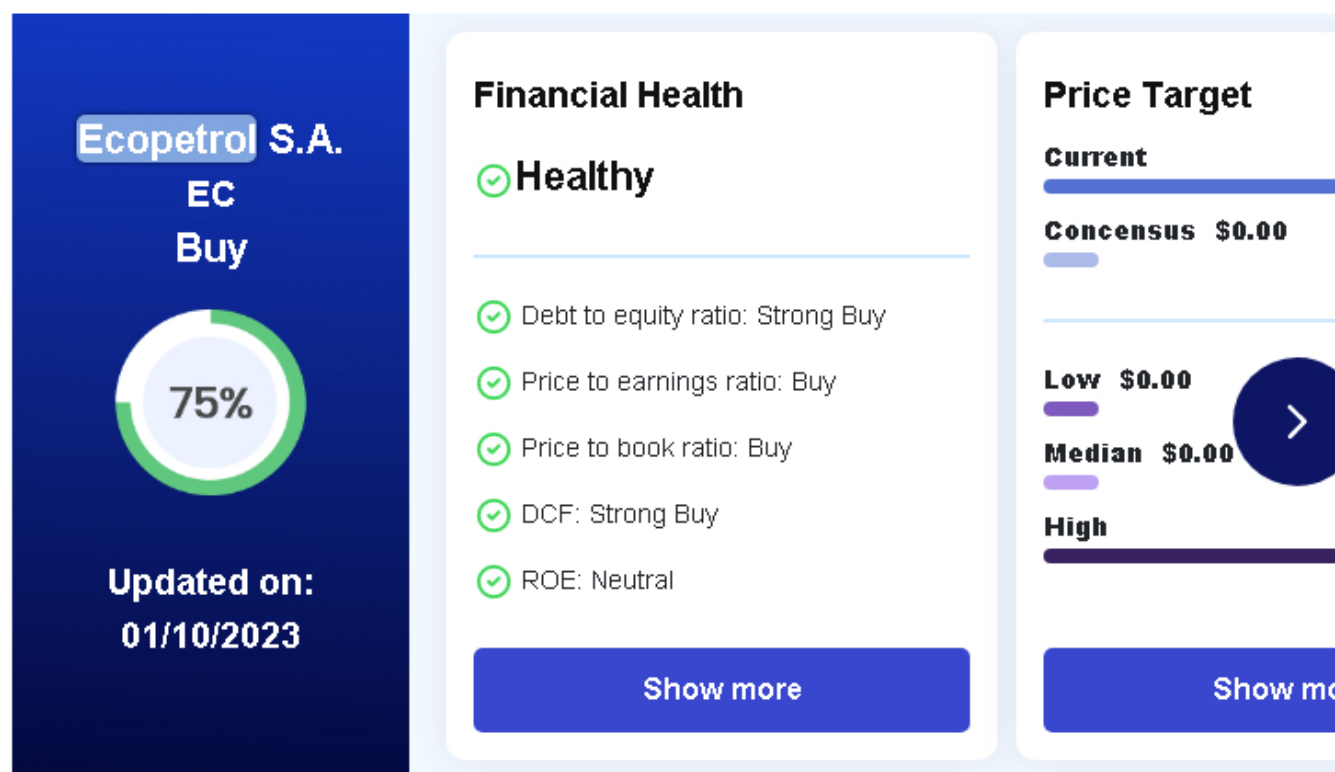 Ecopetrol S.A.
EC
Buy
75%
Updated on:
01/10/2023
Financial Health
Healthy
Debt to equity ratio: Strong Buy
Price to earnings ratio: Buy
Price to book ratio: Buy
DCF: Strong Buy
ROE: Neutral
Show more
Price Target
Current
Concensus $0.00
Low $0.00
Median $0.00
High
Show mo